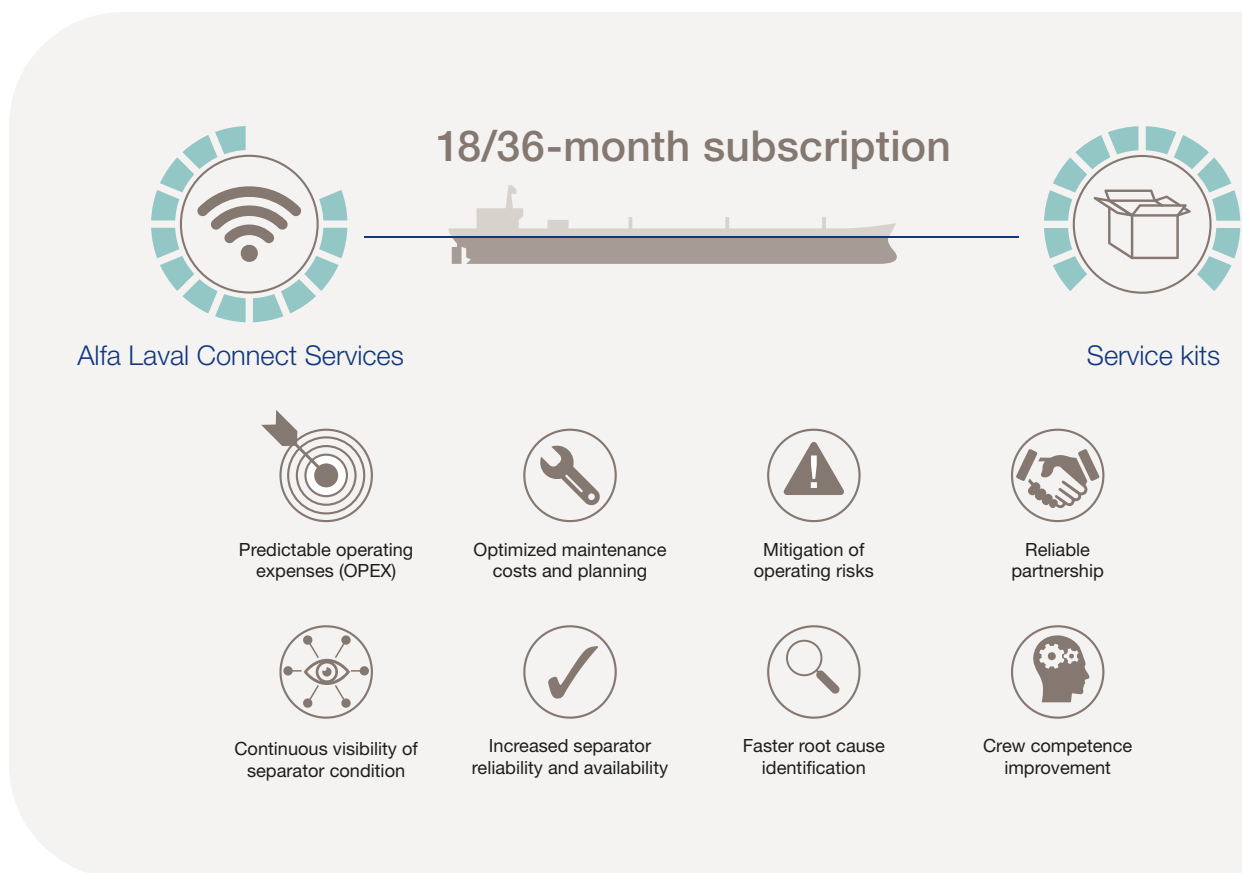 18/36-month subscription
Alfa Laval Connect Services
Service kits
Predictable operating
expenses (OPEX)
Optimized maintenance
costs and planning
Mitigation of
operating risks
Reliable
partnership
Continuous visibility of
separator condition
Increased separator
reliability and availability
Faster root cause
identification
Crew competence
improvement